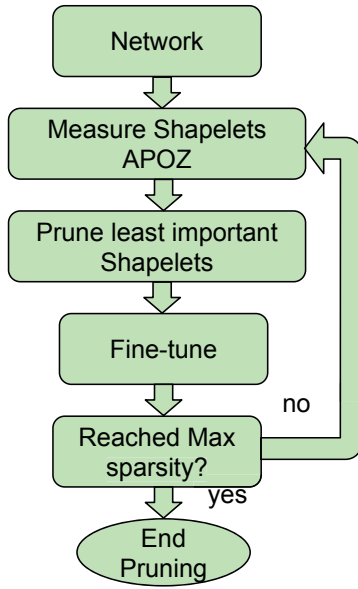 Network
Measure Shapelets
APOZ
Prune least important
Shapelets
Fine-tune
no
Reached Max
sparsity?
yes
End
Pruning